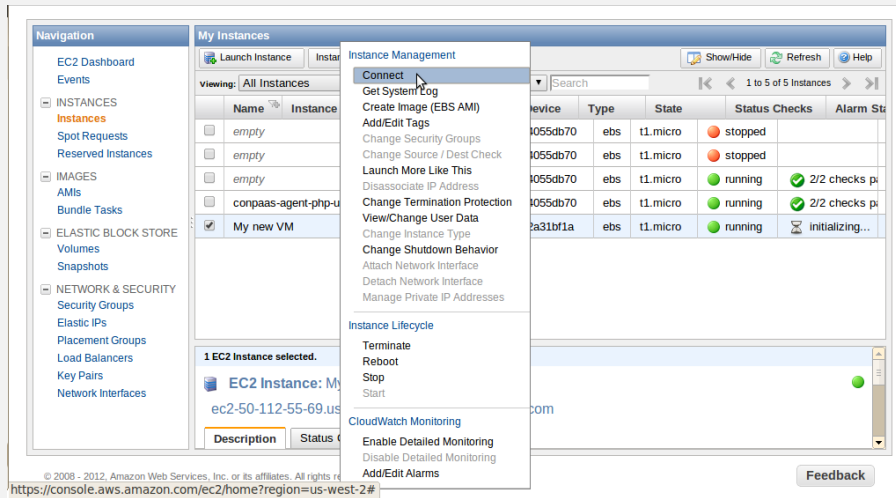 Navigation
EC2 Dashboard
Events
INSTANCES
Instances
Spot Requests
Reserved Instances
IMAGES
AMIs
Bundle Tasks
ELASTIC BLOCK STORE
Volumes
Snapshots
NETWORK & SECURITY
Security Groups
Elastic IPs
Placement Groups
Load Balancers
Key Pairs
Network Interfaces
My Instances
Launch Instance Show/Hide Refresh Help
Viewing: All Instances Search 1 to 5 of 5 Instances
Name Instance Type State Status Checks Alarm
empty 4055db70 ebs t1.micro stopped
empty 4055db70 ebs t1.micro stopped
empty 4055db70 ebs t1.micro running 2/2 checks
conpaas-agent-php-u 4055db70 ebs t1.micro running 2/2 checks
My new VM 2a31bf1a ebs t1.micro running initializing...
Instance Management
Connect
Get System Log
Create Image (EBS AMI)
Add/Edit Tags
Change Security Groups
Change Source / Dest Check
Launch More Like This
Disassociate IP Address
Change Termination Protection
View/Change User Data
Change Instance Type
Change Shutdown Behavior
Attach Network Interface
Detach Network Interface
Manage Private IP Addresses
Instance Lifecycle
Terminate
Reboot
Stop
Start
CloudWatch Monitoring
Enable Detailed Monitoring
Disable Detailed Monitoring
Add/Edit Alarms
1 EC2 Instance selected.
EC2 Instance: My
ec2-50-112-55-69.us om
Description Status
© 2008 - 2012, Amazon Web Services, Inc. or its affiliates. All rights
Feedback
https://console.aws.amazon.com/ec2/home?region=us-west-2#